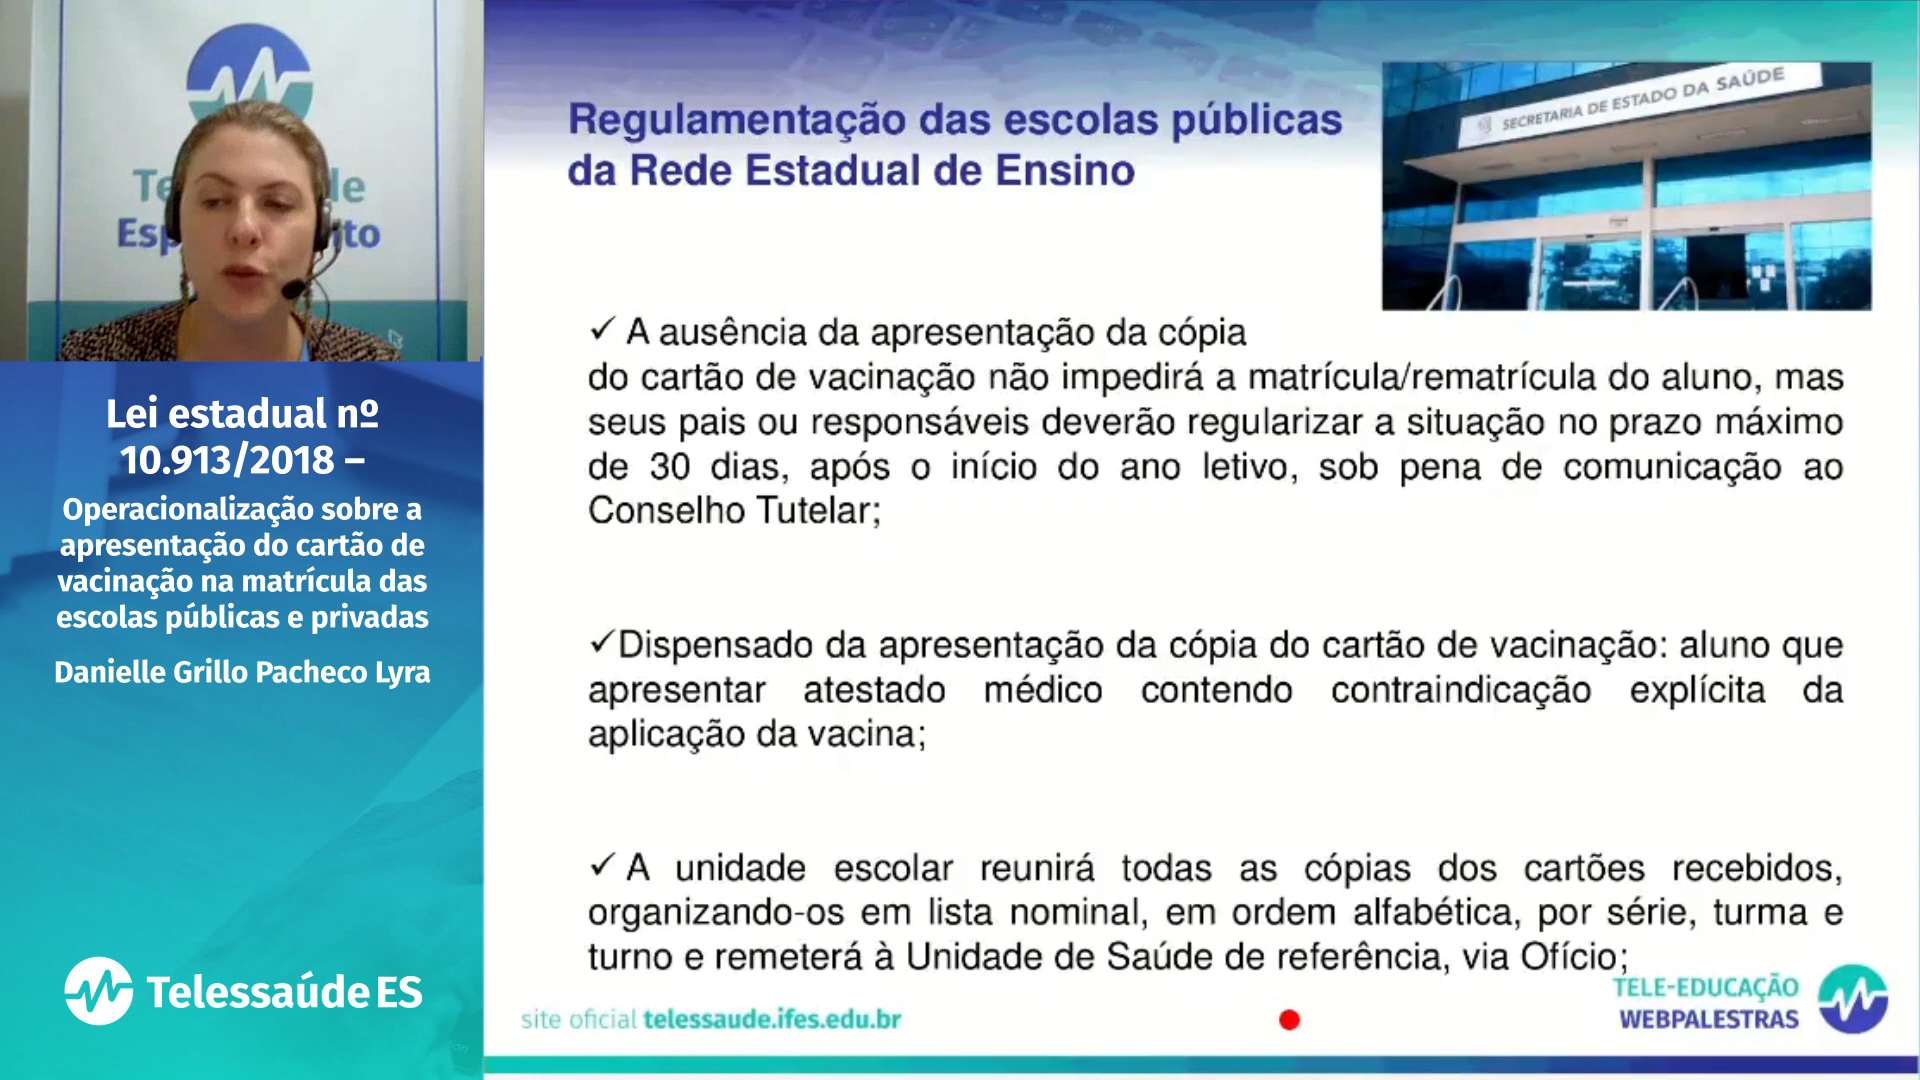 Lei estadual nº
10.913/2018 –
Operacionalização sobre a
apresentação do cartão de
vacinação na matrícula das
escolas públicas e privadas
Danielle Grillo Pacheco Lyra
TelessaúdeES
Regulamentação das escolas públicas
da Rede Estadual de Ensino
SECRETARIA DE ESTADO DA SAÚDE
✓ A ausência da apresentação da cópia
do cartão de vacinação não impedirá a matrícula/rematrícula do aluno, mas
seus pais ou responsáveis deverão regularizar a situação no prazo máximo
de 30 dias, após o início do ano letivo, sob pena de comunicação ao
Conselho Tutelar;
✓Dispensado da apresentação da cópia do cartão de vacinação: aluno que
apresentar atestado médico contendo contraindicação explícita da
aplicação da vacina;
✓ A unidade escolar reunirá todas as cópias dos cartões recebidos,
organizando-os em lista nominal, em ordem alfabética, por série, turma e
turno e remeterá à Unidade de Saúde de referência, via Ofício;
site oficial telessaude.ifes.edu.br
TELE-EDUCAÇÃO
WEBPALESTRAS